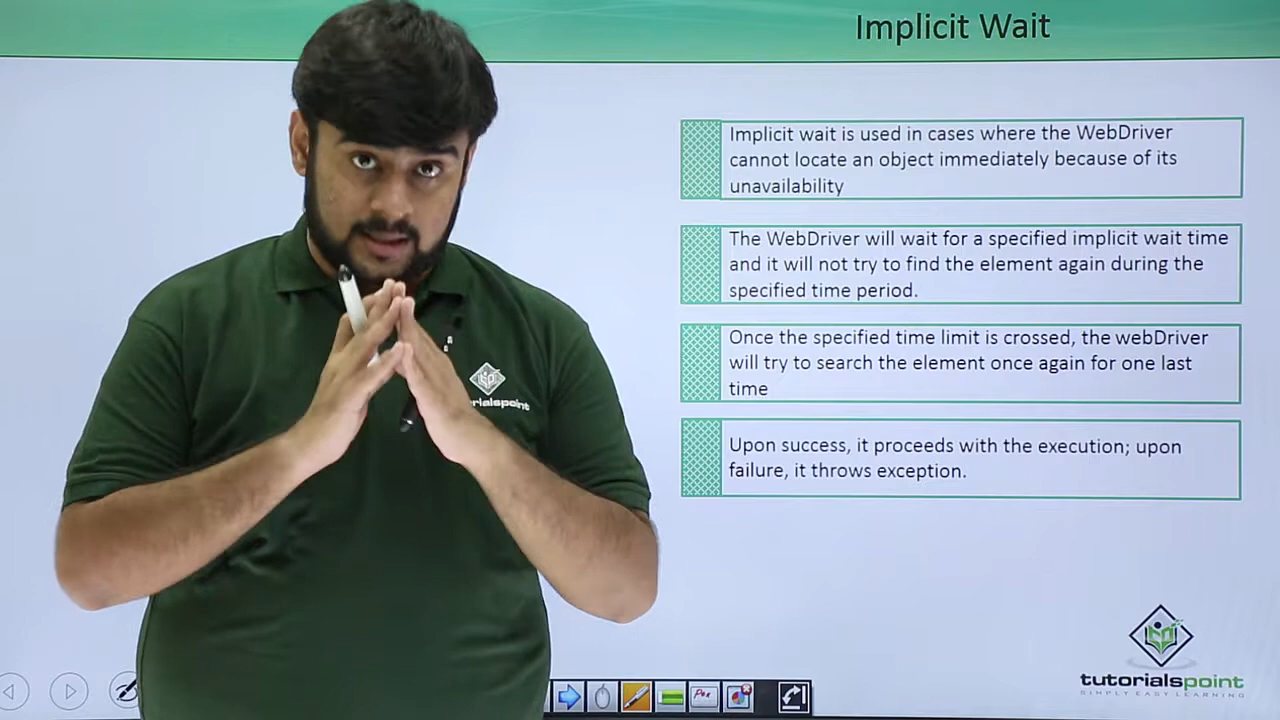 Implicit Wait
Implicit wait is used in cases where the WebDriver
cannot locate an object immediately because of its
unavailability
The WebDriver will wait for a specified implicit wait time
and it will not try to find the element again during the
specified time period.
Once the specified time limit is crossed, the webDriver
will try to search the element once again for one last
time
Upon success, it proceeds with the execution; upon
failure, it throws exception.
rialspoint
Pen
tutorialspoint
SIMPLY EASY LEARNING